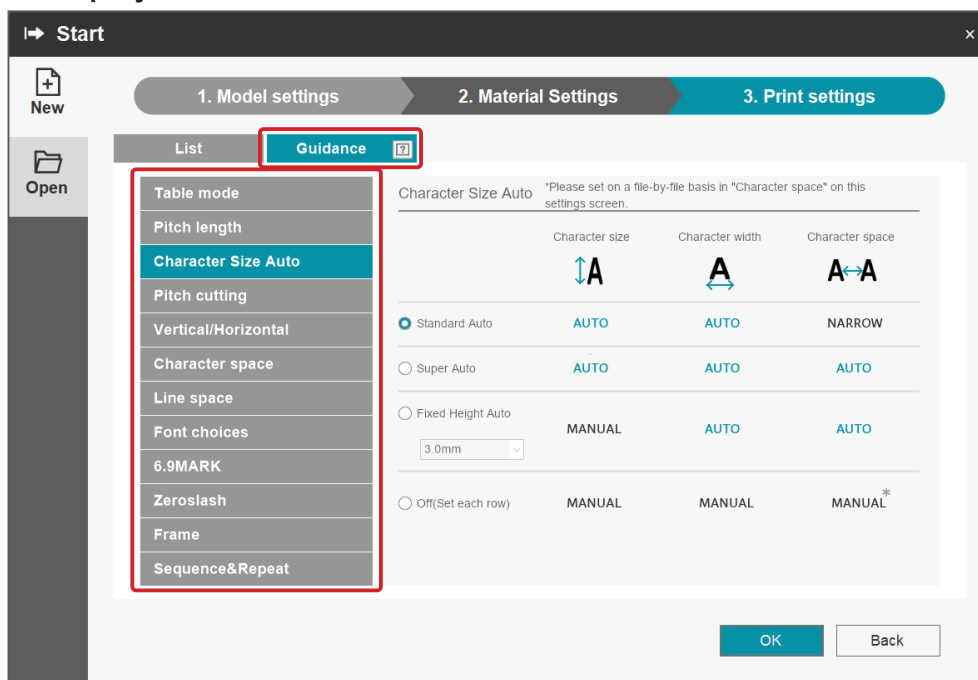 Start ×
New
Open
1. Model settings 2. Material Settings 3. Print settings
List Guidance ?
Table mode
Pitch length
Character Size Auto
Pitch cutting
Vertical/Horizontal
Character space
Line space
Font choices
6.9MARK
Zeroslash
Frame
Sequence&Repeat
Character Size Auto *Please set on a file-by-file basis in "Character space" on this
settings screen.
Character size Character width Character space
A A A↔A
Standard Auto AUTO AUTO NARROW
Super Auto AUTO AUTO AUTO
Fixed Height Auto MANUAL AUTO AUTO
3.0mm
Off(Set each row) MANUAL MANUAL MANUAL*
OK Back